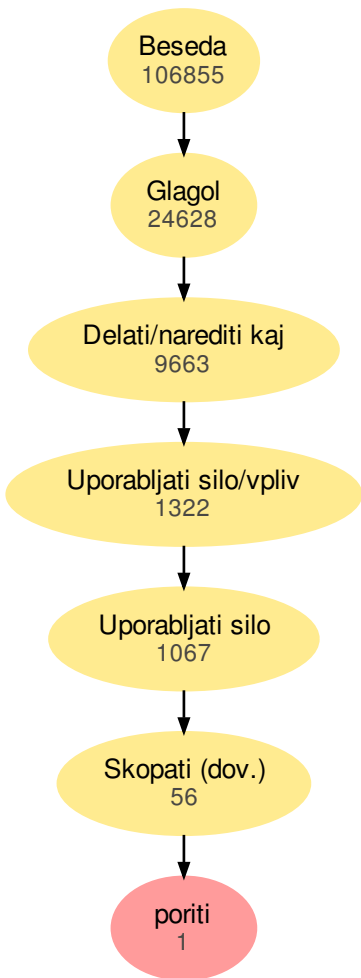 Beseda
106855
Glagol
24628
Delati/narediti kaj
9663
Uporabljati silo/vpliv
1322
Uporabljati silo
1067
Skopati (dov.)
56
poriti
1